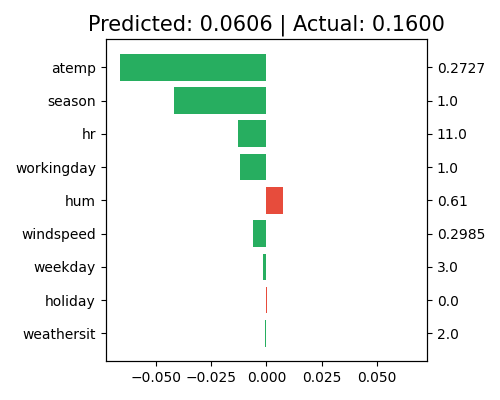 Predicted: 0.0606 | Actual: 0.1600
atemp 0.2727
season 1.0
hr 11.0
workingday 1.0
hum 0.61
windspeed 0.2985
weekday 3.0
holiday 0.0
weathersit 2.0
−0.050 −0.025 0.000 0.025 0.050